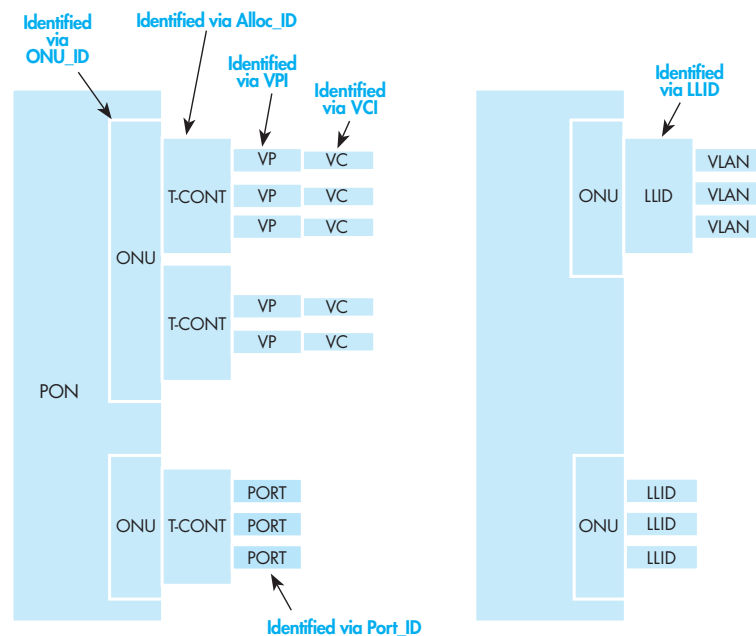 Identified
via
ONU_ID
Identified via Alloc_ID
Identified
via VPI
Identified
via VCI
VP
VC
T-CONT
VP
VC
VP
VC
ONU
T-CONT
VP
VC
VP
VC
PON
ONU
T-CONT
PORT
PORT
PORT
Identified via Port_ID
Identified
via LLID
ONU
LLID
VLAN
VLAN
VLAN
ONU
LLID
LLID
LLID